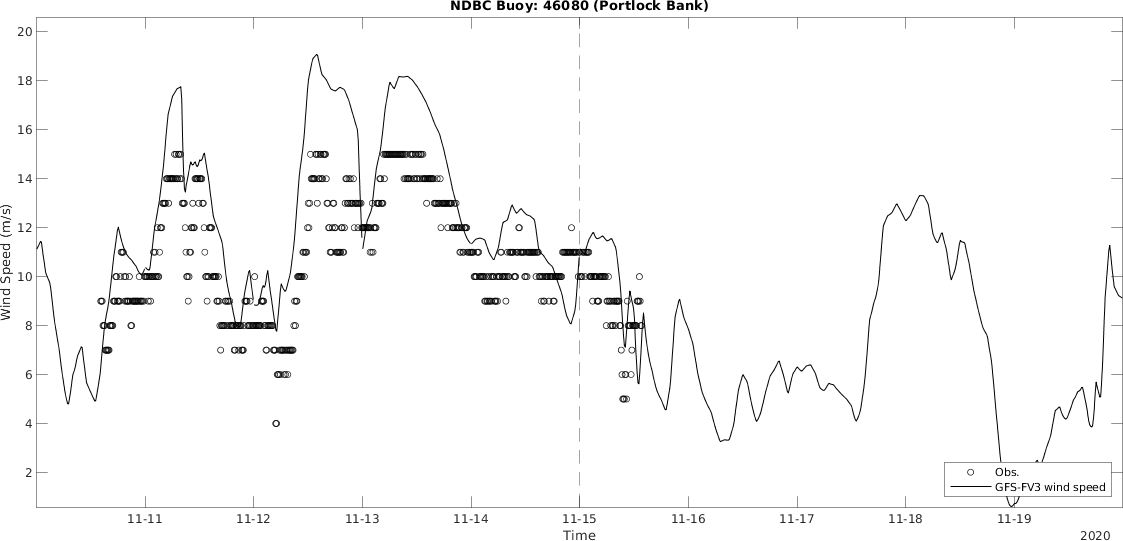 NDBC Buoy: 46080 (Portlock Bank)
20
18
16
14
12
10
8
6
4
2
Wind Speed (m/s)
Obs.
GFS-FV3 wind speed
11-11 11-12 11-13 11-14 11-15 11-16 11-17 11-18 11-19
Time
2020